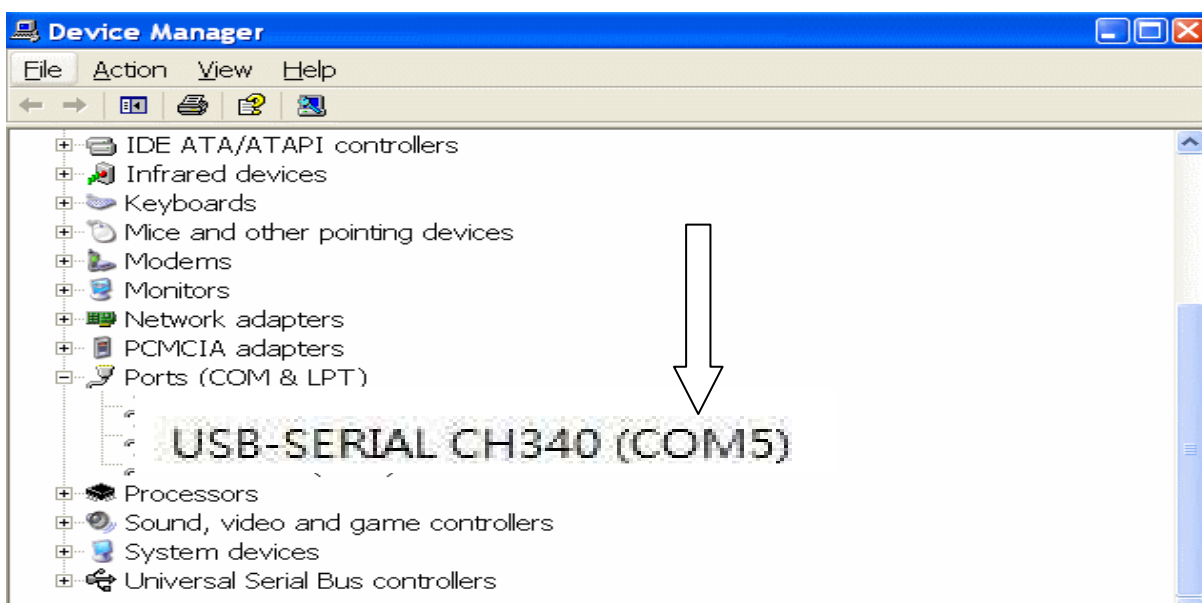 Device Manager
File Action View Help
IDE ATA/ATAPI controllers
Infrared devices
Keyboards
Mice and other pointing devices
Modems
Monitors
Network adapters
PCMCIA adapters
Ports (COM & LPT)
USB-SERIAL CH340 (COM5)
Processors
Sound, video and game controllers
System devices
Universal Serial Bus controllers